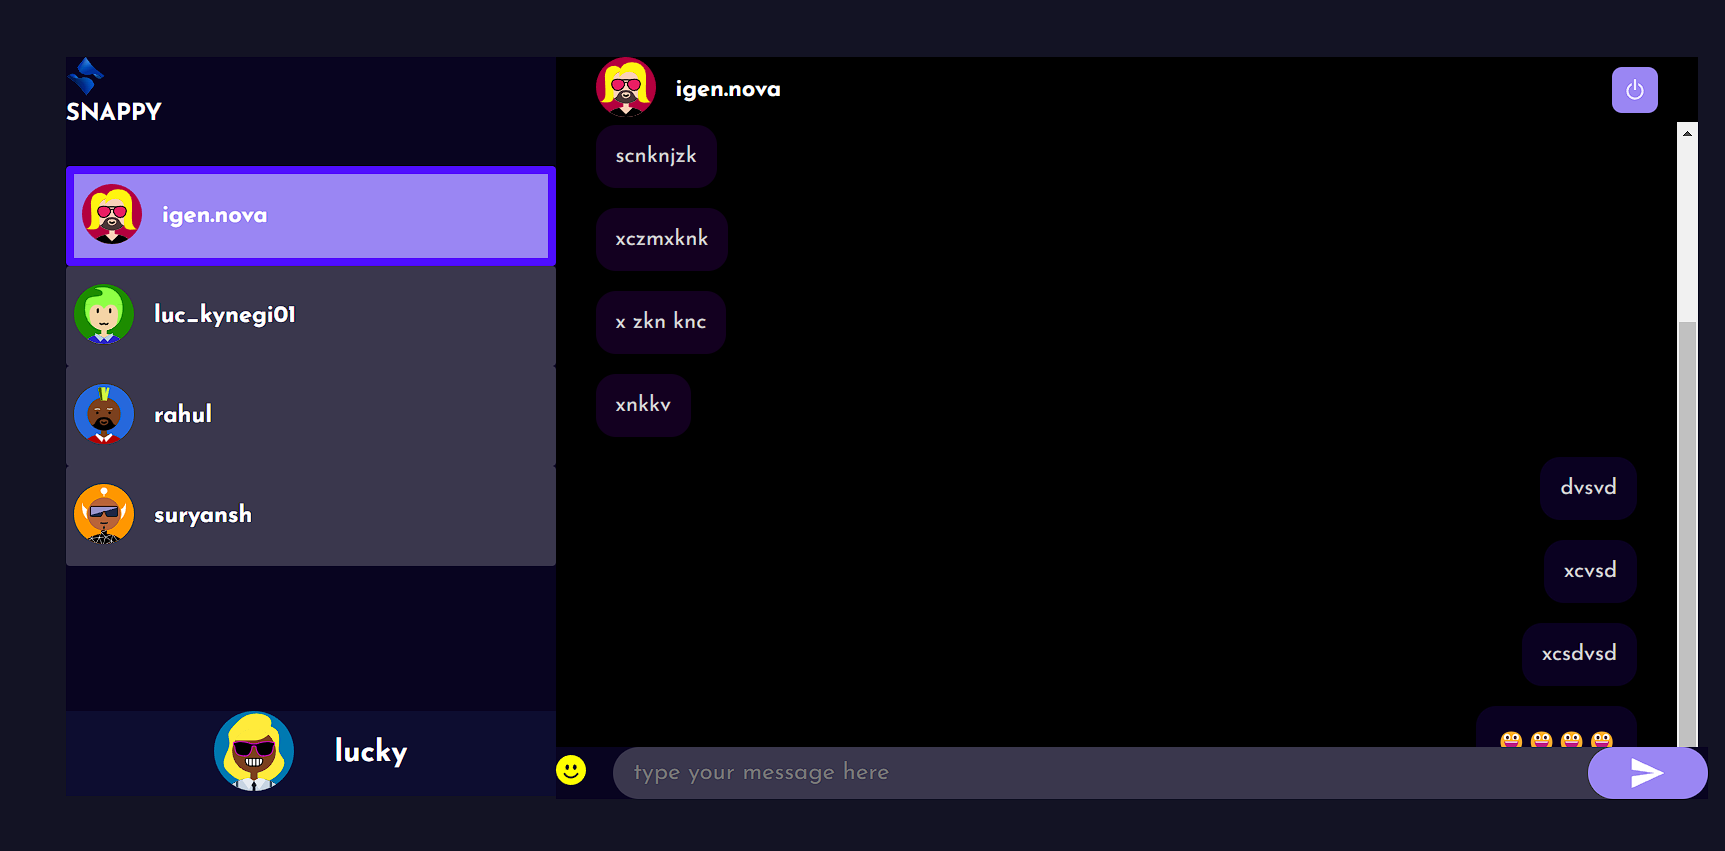 SNAPPY
igen.nova
luc_kynegi01
rahul
suryansh
lucky
igen.nova
scnknjzk
xczmxknk
x zkn knc
xnkkv
dvsvd
xcvsd
xcsdvsd
🤪🤪🤪🤪
type your message here